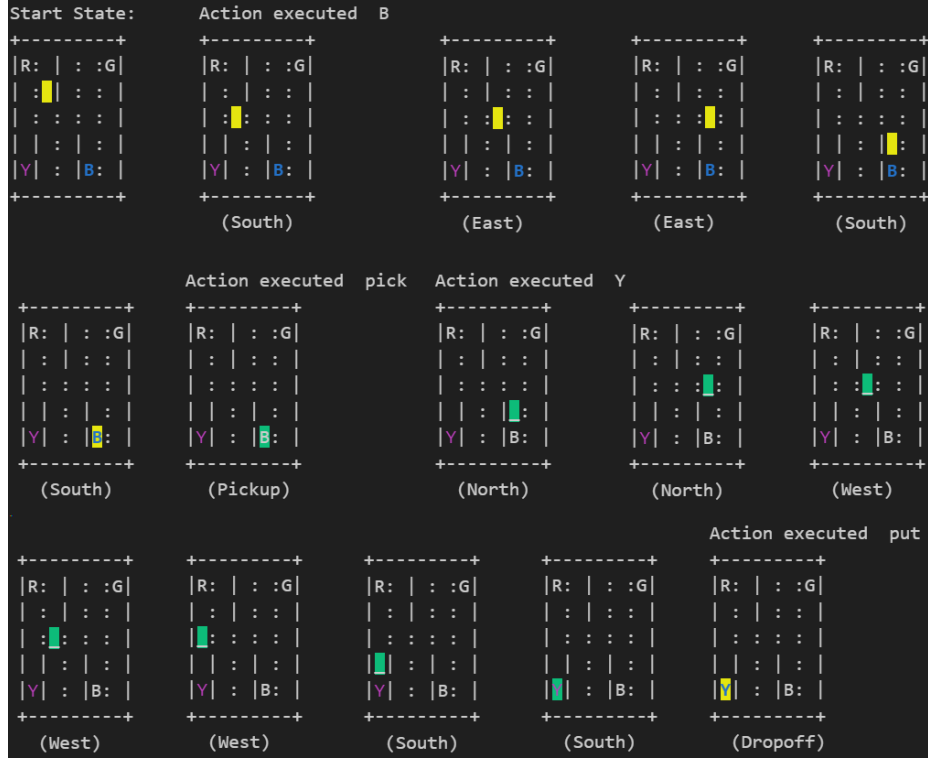 Start State: Action executed B
+---------+ +---------+ +---------+ +---------+ +---------+
|R: | : :G| |R: | : :G| |R: | : :G| |R: | : :G| |R: | : :G|
| : | : : | | : | : : | | : | : : | | : | : : | | : | : : |
| : : : : | | : : : : | | : : : : | | : : : : | | : : : : |
| | : | : | | | : | : | | | : | : | | | : | : | | | : | : |
|Y| : |B: | |Y| : |B: | |Y| : |B: | |Y| : |B: | |Y| : |B: |
+---------+ +---------+ +---------+ +---------+ +---------+
(South) (East) (East) (South)
Action executed pick Action executed Y
+---------+ +---------+ +---------+ +---------+ +---------+
|R: | : :G| |R: | : :G| |R: | : :G| |R: | : :G| |R: | : :G|
| : | : : | | : | : : | | : | : : | | : | : : | | : | : : |
| : : : : | | : : : : | | : : : : | | : : :_: | | : :_: : |
| | : | : | | | : | : | | | : |_: | | | : | : | | | : | : |
|Y| : |B: | |Y| : |B: | |Y| : |B: | |Y| : |B: | |Y| : |B: |
+---------+ +---------+ +---------+ +---------+ +---------+
(South) (Pickup) (North) (North) (West)
Action executed put
+---------+ +---------+ +---------+ +---------+ +---------+
|R: | : :G| |R: | : :G| |R: | : :G| |R: | : :G| |R: | : :G|
| : | : : | | : | : : | | : | : : | | : | : : | | : | : : |
| :_: : : | |_: : : : | | : : : : | | : : : : | | : : : : |
| | : | : | | | : | : | |_| : | : | | | : | : | | | : | : |
|Y| : |B: | |Y| : |B: | |Y| : |B: | |Y| : |B: | |Y| : |B: |
+---------+ +---------+ +---------+ +---------+ +---------+
(West) (West) (South) (South) (Dropoff)